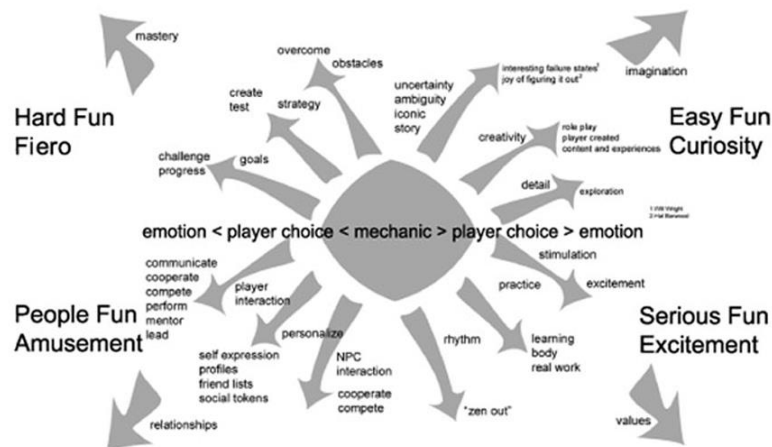 mastery
overcome
obstacles
create
test
strategy
challenge
progress
goals
Hard Fun
Fiero
uncertainty
ambiguity
iconic
story
interesting failure states¹
joy of figuring it out²
imagination
creativity
role play
player created
content and experiences
detail
exploration
Easy Fun
Curiosity
1 Will Wright
2 Hal Barwood
emotion < player choice < mechanic > player choice > emotion
communicate
cooperate
compete
perform
mentor
lead
player
interaction
People Fun
Amusement
personalize
self expression
profiles
friend lists
social tokens
NPC
interaction
cooperate
compete
relationships
stimulation
excitement
practice
learning
body
real work
rhythm
"zen out"
Serious Fun
Excitement
values